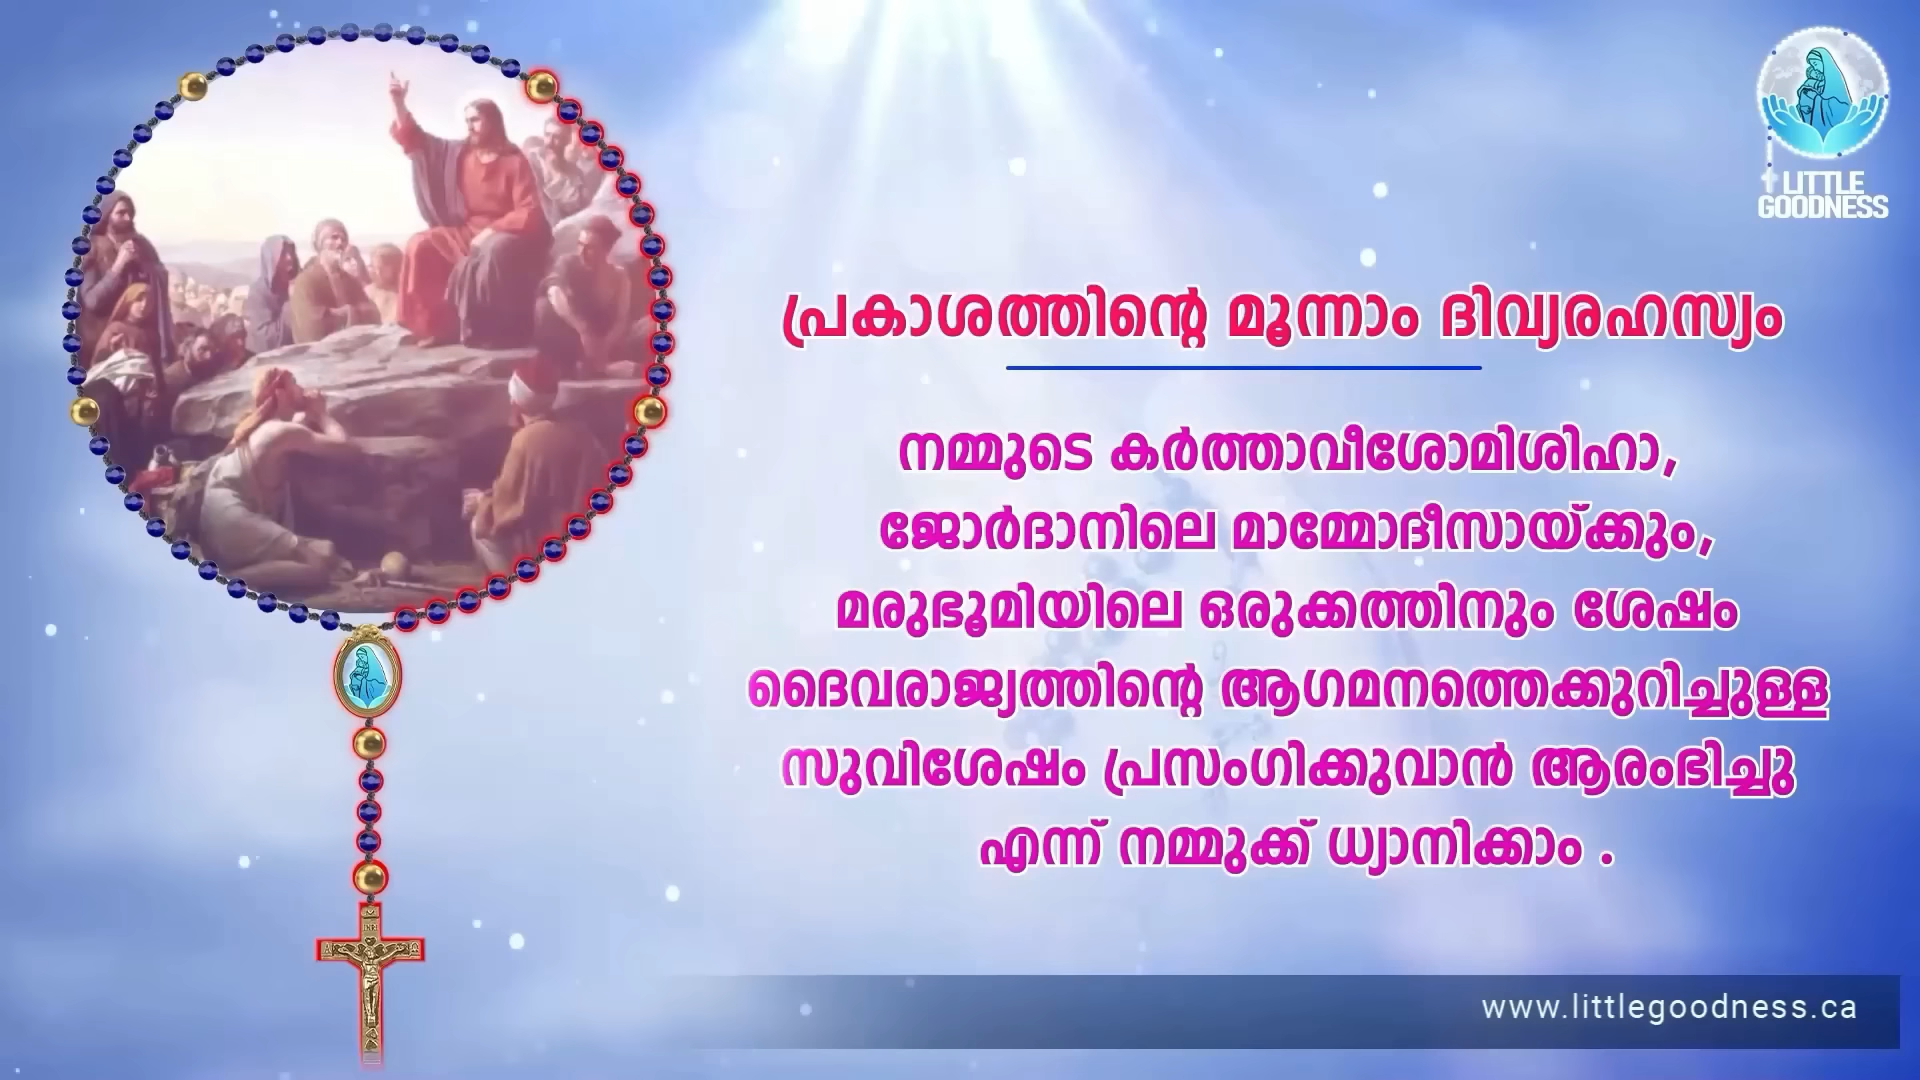 LITTLE
GOODNESS
പ്രകാശത്തിന്റെ മൂന്നാം ദിവ്യരഹസ്യം
നമ്മുടെ കർത്താവീശോമിശിഹാ,
ജോർദാനിലെ മാമ്മോദീസായ്ക്കും,
മരുഭൂമിയിലെ ഒരുക്കത്തിനും ശേഷം
ദൈവരാജ്യത്തിന്റെ ആഗമനത്തെക്കുറിച്ചുള്ള
സുവിശേഷം പ്രസംഗിക്കുവാൻ ആരംഭിച്ചു
എന്ന് നമ്മുക്ക് ധ്യാനിക്കാം .
INRI
www.littlegoodness.ca